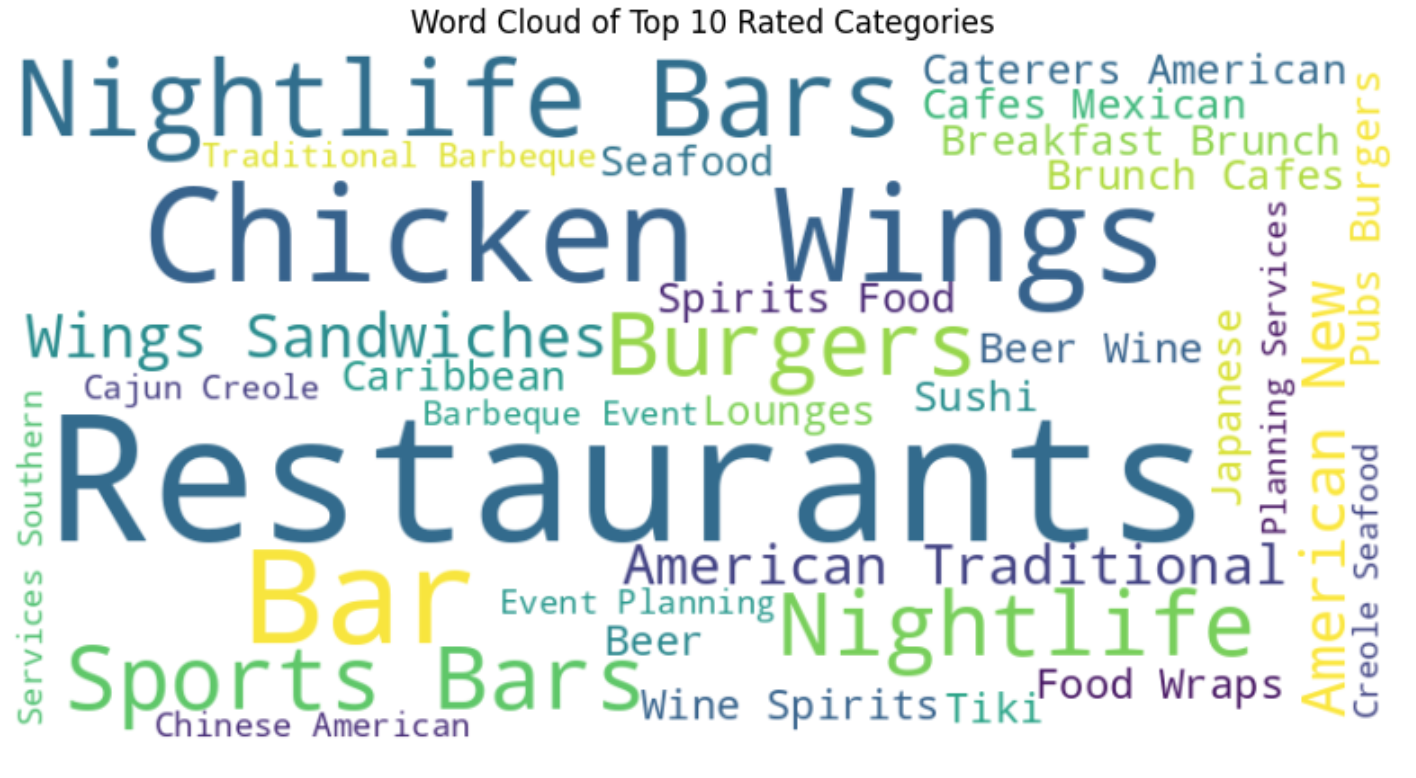 Word Cloud of Top 10 Rated Categories
Nightlife Bars
Caterers American
Cafes Mexican
Breakfast Brunch
Brunch Cafes
Pubs Burgers
Traditional Barbeque
Seafood
Chicken Wings
Planning Services
Spirits Food
Wings Sandwiches
Burgers
Beer Wine
Japanese
American New
Cajun Creole
Caribbean
Sushi
Barbeque Event
Lounges
Services Southern
Restaurants
Creole Seafood
Bar
American Traditional
Event Planning
Nightlife
Beer
Sports Bars
Food Wraps
Wine Spirits
Tiki
Chinese American